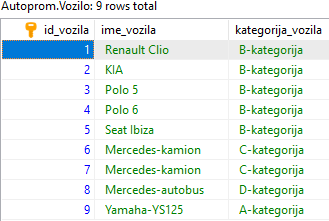 Autoprom.Vozilo: 9 rows total
id_vozila ime_vozila kategorija_vozila
1 Renault Clio B-kategorija
2 KIA B-kategorija
3 Polo 5 B-kategorija
4 Polo 6 B-kategorija
5 Seat Ibiza B-kategorija
6 Mercedes-kamion C-kategorija
7 Mercedes-kamion C-kategorija
8 Mercedes-autobus D-kategorija
9 Yamaha-YS125 A-kategorija